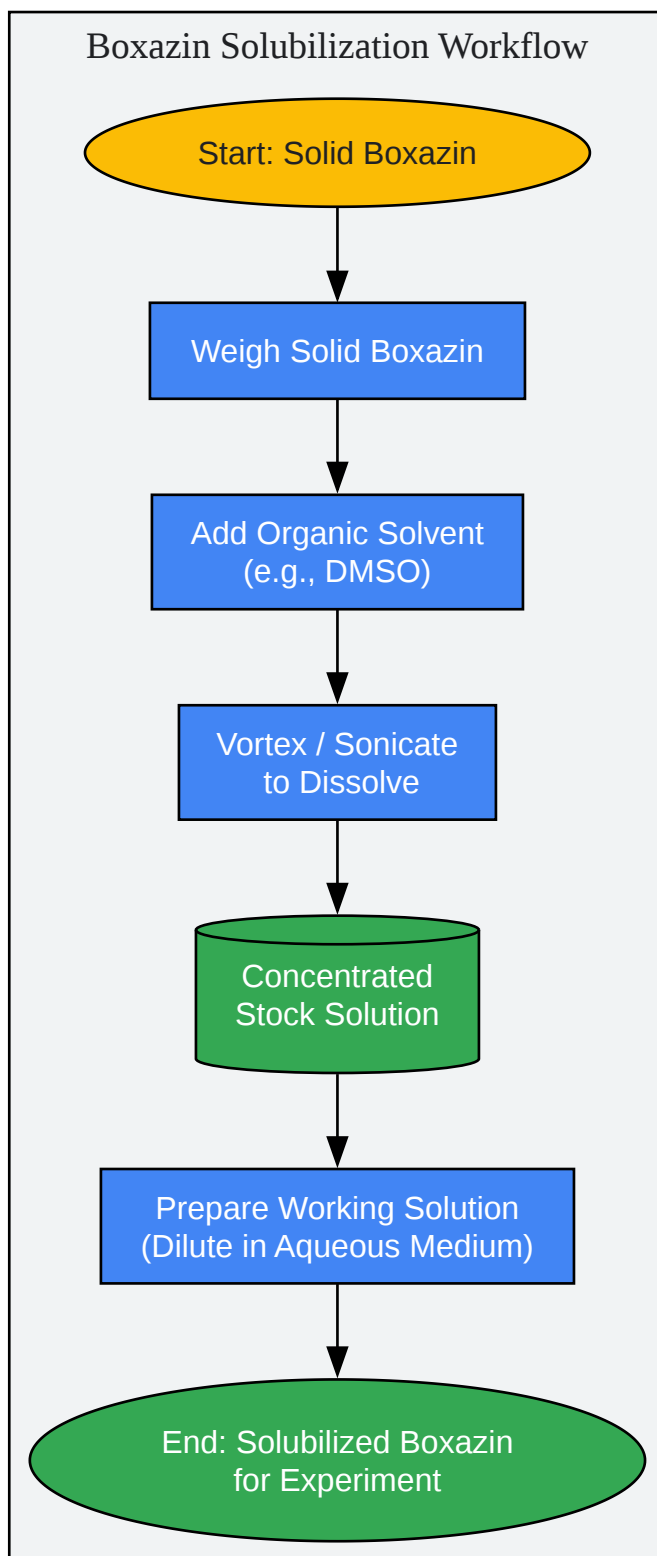 Boxazin Solubilization Workflow
Start: Solid Boxazin
Weigh Solid Boxazin
Add Organic Solvent
(e.g., DMSO)
Vortex / Sonicate
to Dissolve
Concentrated
Stock Solution
Prepare Working Solution
(Dilute in Aqueous Medium)
End: Solubilized Boxazin
for Experiment